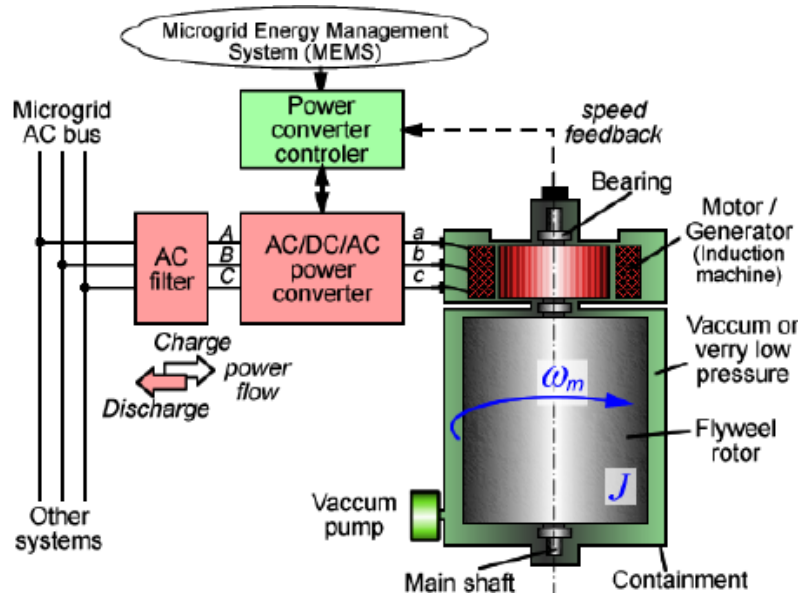 Microgrid Energy Management
System (MEMS)
Microgrid
AC bus
Power
converter
controler
speed
feedback
Bearing
Motor /
Generator
(Induction
machine)
A
B
C
AC
filter
AC/DC/AC
power
converter
a
b
c
Charge
power
flow
Discharge
Vaccum or
verry low
pressure
ωm
Flyweel
rotor
J
Vaccum
pump
Other
systems
Main shaft
Containment